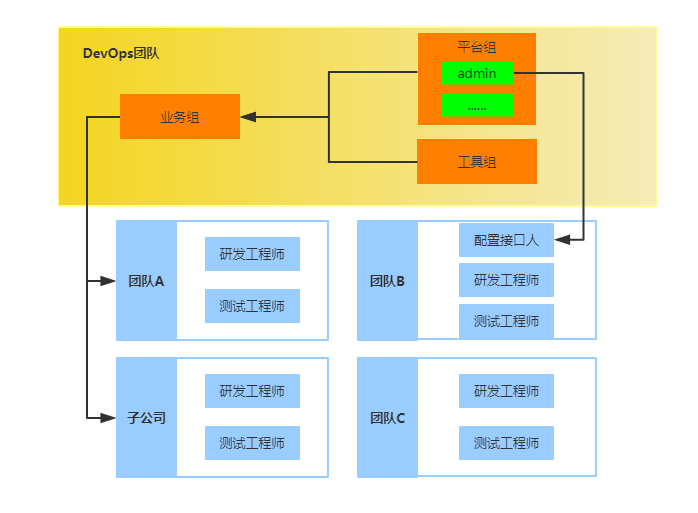 DevOps团队
平台组
admin
......
业务组
工具组
团队A
研发工程师
测试工程师
团队B
配置接口人
研发工程师
测试工程师
子公司
研发工程师
测试工程师
团队C
研发工程师
测试工程师